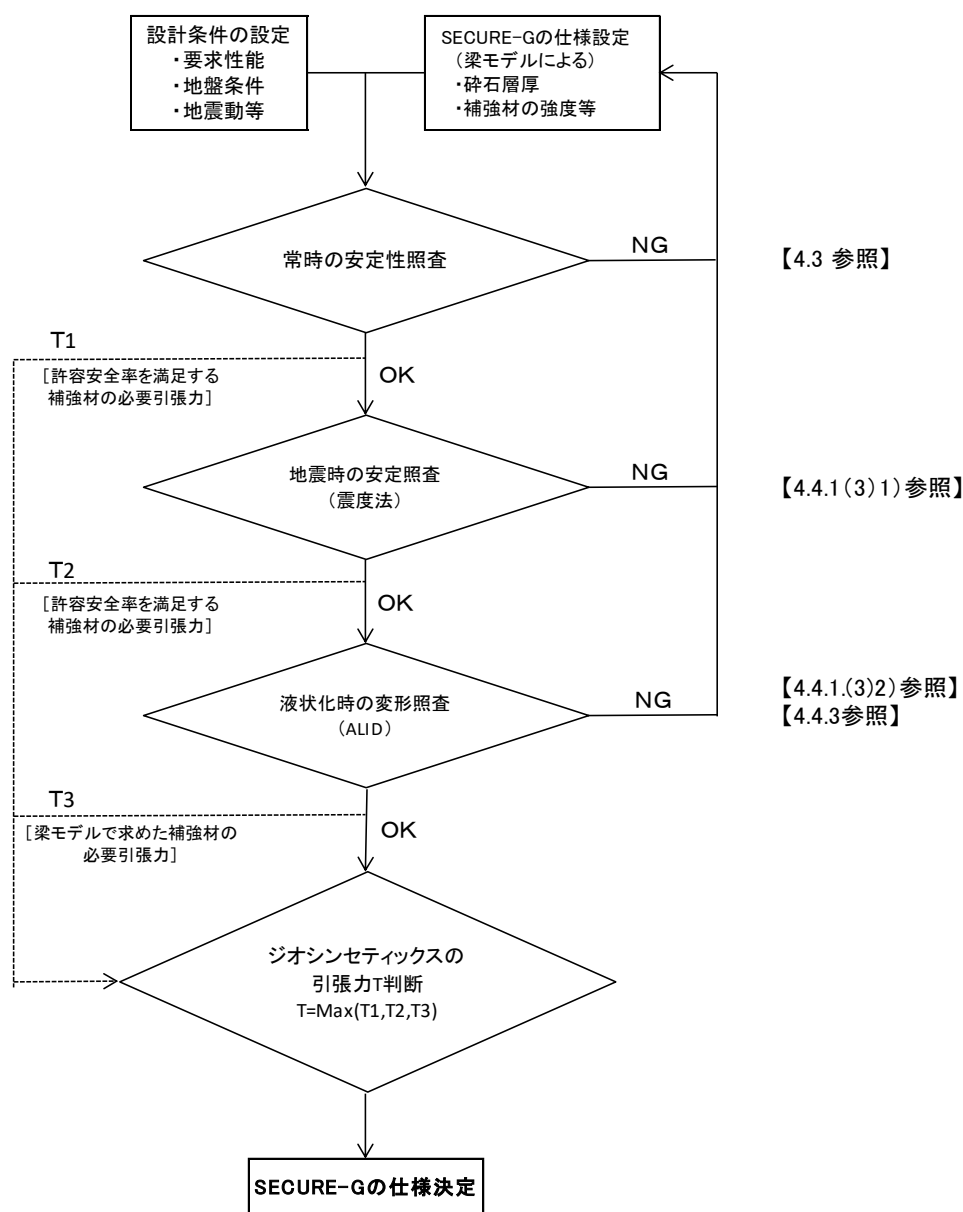 設計条件の設定
・要求性能
・地盤条件
・地震動等
SECURE-Gの仕様設定
(梁モデルによる)
・砕石層厚
・補強材の強度等
常時の安定性照査
NG
【4.3 参照】
T1
[許容安全率を満足する
補強材の必要引張力]
OK
地震時の安定照査
(震度法)
NG
【4.4.1(3)1)参照】
T2
[許容安全率を満足する
補強材の必要引張力]
OK
液状化時の変形照査
(ALID)
NG
【4.4.1.(3)2)参照】
【4.4.3参照】
T3
[梁モデルで求めた補強材の
必要引張力]
OK
ジオシンセティックスの
引張力T判断
T=Max(T1,T2,T3)
SECURE-Gの仕様決定